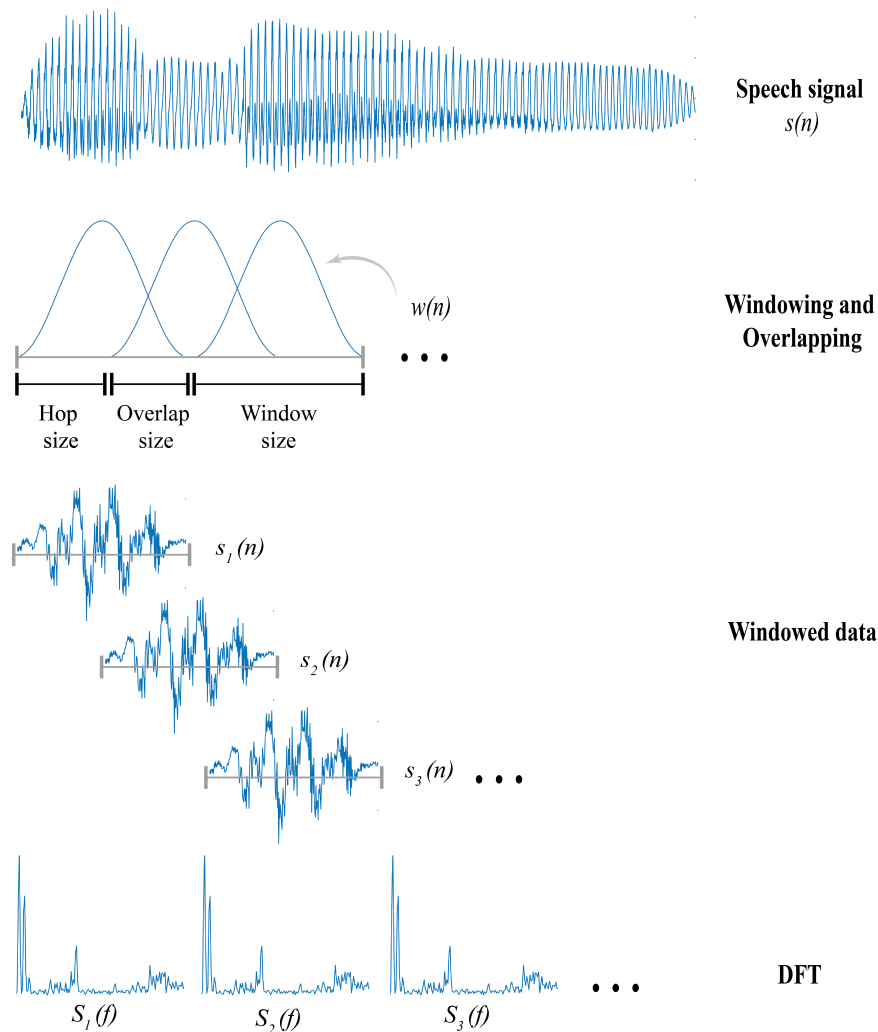 Speech signal
s(n)
w(n)
Windowing and
Overlapping
Hop
size
Overlap
size
Window
size
s₁(n)
s₂(n)
Windowed data
s₃(n)
DFT
S₁(f)
S₂(f)
S₃(f)